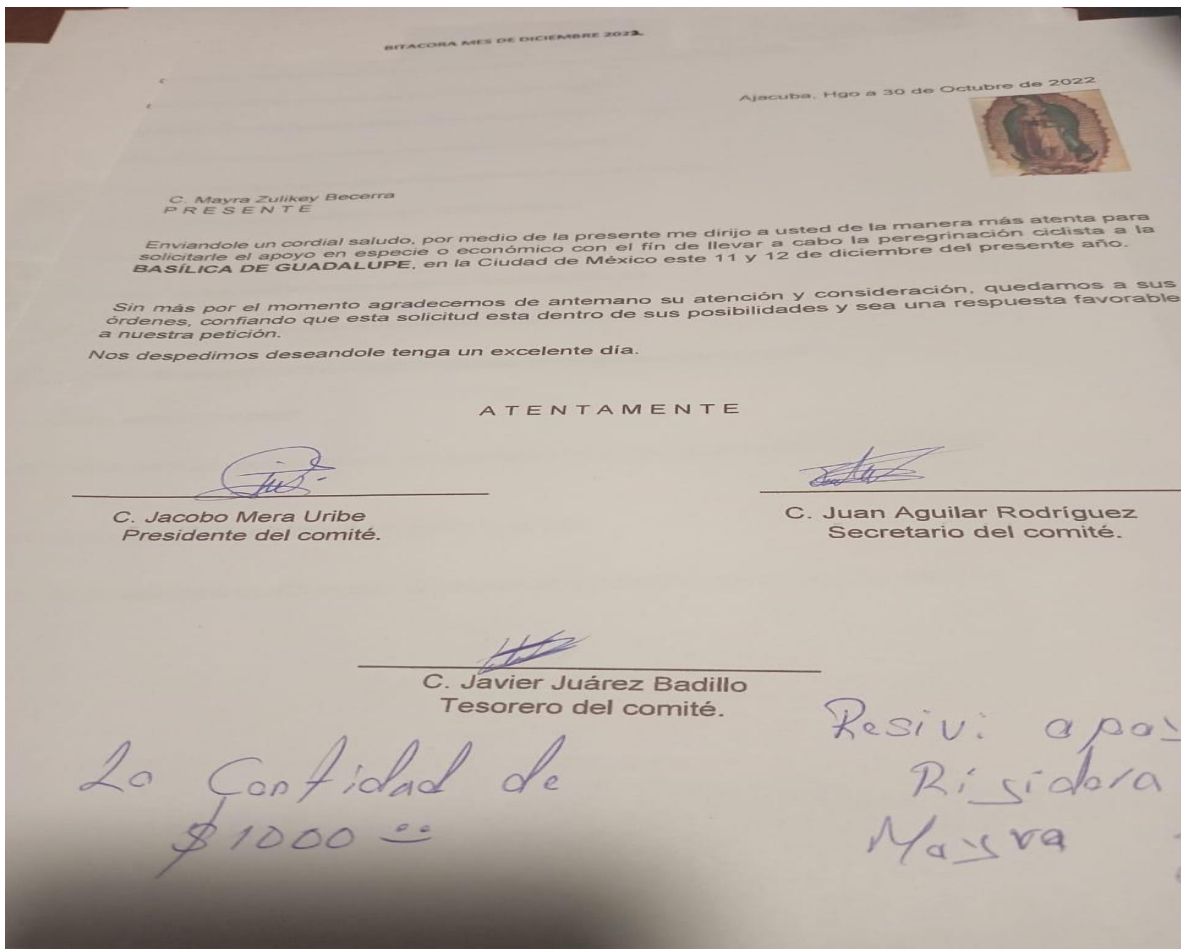 BITACORA MES DE DICIEMBRE 2022.
Ajacuba, Hgo a 30 de Octubre de 2022
C. Mayra Zulikey Becerra
P R E S E N T E
Enviandole un cordial saludo, por medio de la presente me dirijo a usted de la manera más atenta para
solicitarle el apoyo en especie o económico con el fin de llevar a cabo la peregrinación ciclista a la
BASÍLICA DE GUADALUPE, en la Ciudad de México este 11 y 12 de diciembre del presente año.
Sin más por el momento agradecemos de antemano su atención y consideración, quedamos a sus
órdenes, confiando que esta solicitud esta dentro de sus posibilidades y sea una respuesta favorable
a nuestra petición.
Nos despedimos deseandole tenga un excelente día.
A T E N T A M E N T E
C. Jacobo Mera Uribe
Presidente del comité.
C. Juan Aguilar Rodríguez
Secretario del comité.
C. Javier Juárez Badillo
Tesorero del comité.
Resivi
Mayra
La Cantidad de
$1000